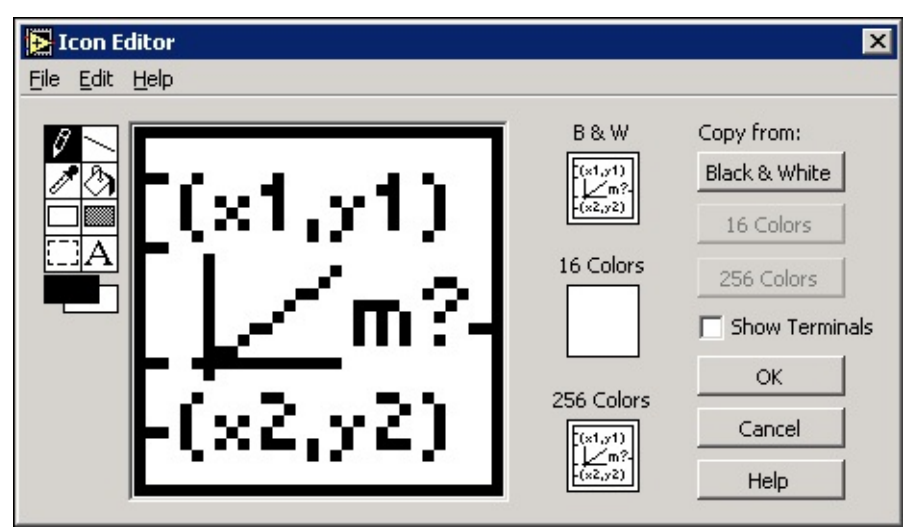 Icon Editor
File Edit Help
A
(x1,y1)
m?
(x2,y2)
B & W
(x1,y1)
m?
(x2,y2)
16 Colors
256 Colors
(x1,y1)
m?
(x2,y2)
Copy from:
Black & White
16 Colors
256 Colors
Show Terminals
OK
Cancel
Help